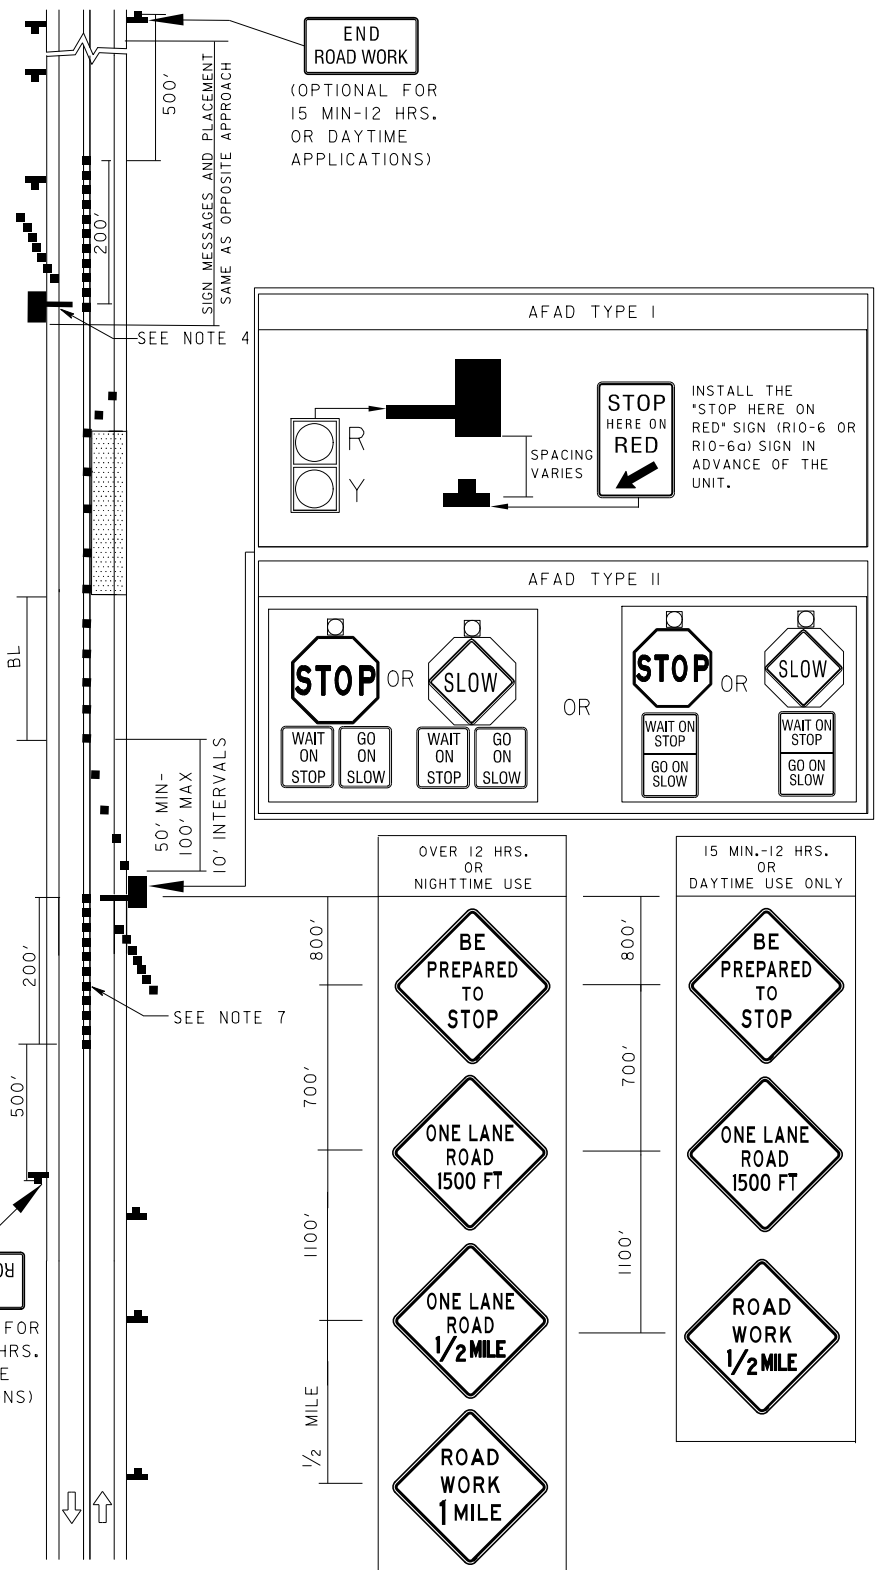 END
ROAD WORK
(OPTIONAL FOR
15 MIN-12 HRS.
OR DAYTIME
APPLICATIONS)
500'
SIGN MESSAGES AND PLACEMENT
SAME AS OPPOSITE APPROACH
200'
SEE NOTE 4
AFAD TYPE I
R
Y
SPACING
VARIES
STOP
HERE ON
RED
INSTALL THE
"STOP HERE ON
RED" SIGN (R10-6 OR
R10-6a) SIGN IN
ADVANCE OF THE
UNIT.
AFAD TYPE II
STOP
OR
SLOW
WAIT
ON
STOP
GO
ON
SLOW
WAIT
ON
STOP
GO
ON
SLOW
OR
STOP
OR
SLOW
WAIT ON
STOP
GO ON
SLOW
WAIT ON
STOP
GO ON
SLOW
BL
50' MIN-
100' MAX
10' INTERVALS
200'
SEE NOTE 7
500'
RO
FOR
HRS.
E
NS)
OVER 12 HRS.
OR
NIGHTTIME USE
800'
BE
PREPARED
TO
STOP
700'
ONE LANE
ROAD
1500 FT
1100'
ONE LANE
ROAD
1/2 MILE
1/2 MILE
ROAD
WORK
1 MILE
15 MIN.-12 HRS.
OR
DAYTIME USE ONLY
800'
BE
PREPARED
TO
STOP
700'
ONE LANE
ROAD
1500 FT
1100'
ROAD
WORK
1/2 MILE